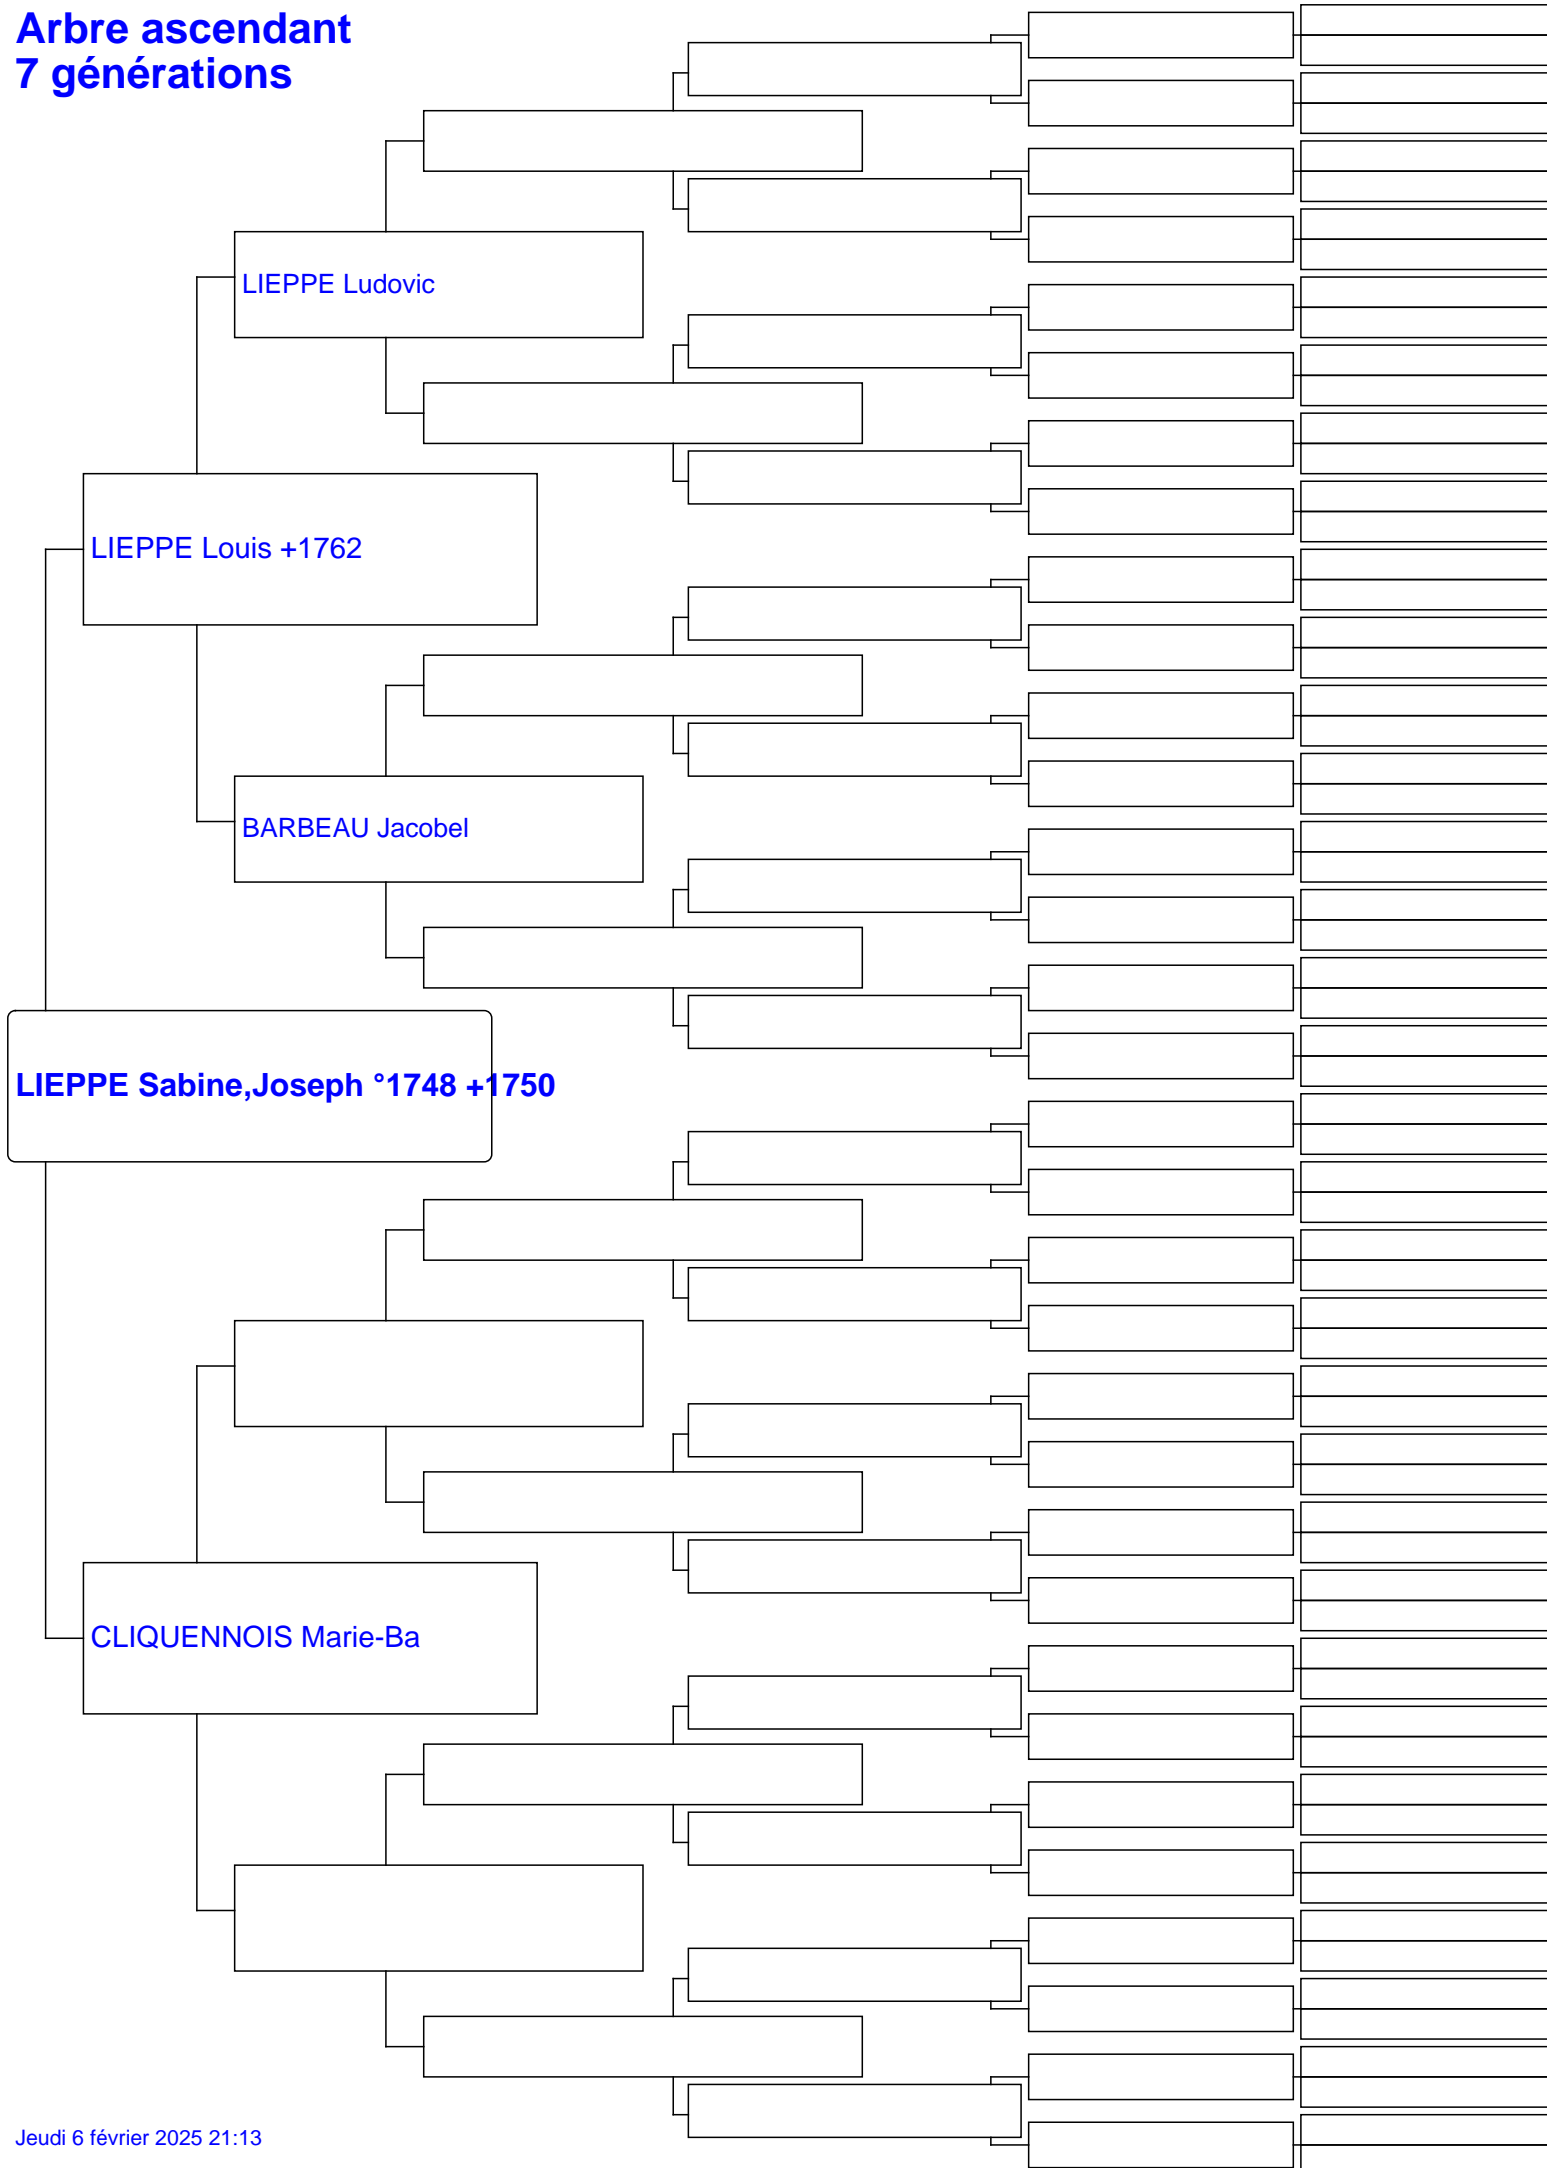 Arbre ascendant
7 générations
LIEPPE Ludovic
LIEPPE Louis +1762
BARBEAU Jacobel
LIEPPE Sabine,Joseph °1748 +1750
CLIQUENNOIS Marie-Ba
Jeudi 6 février 2025 21:13